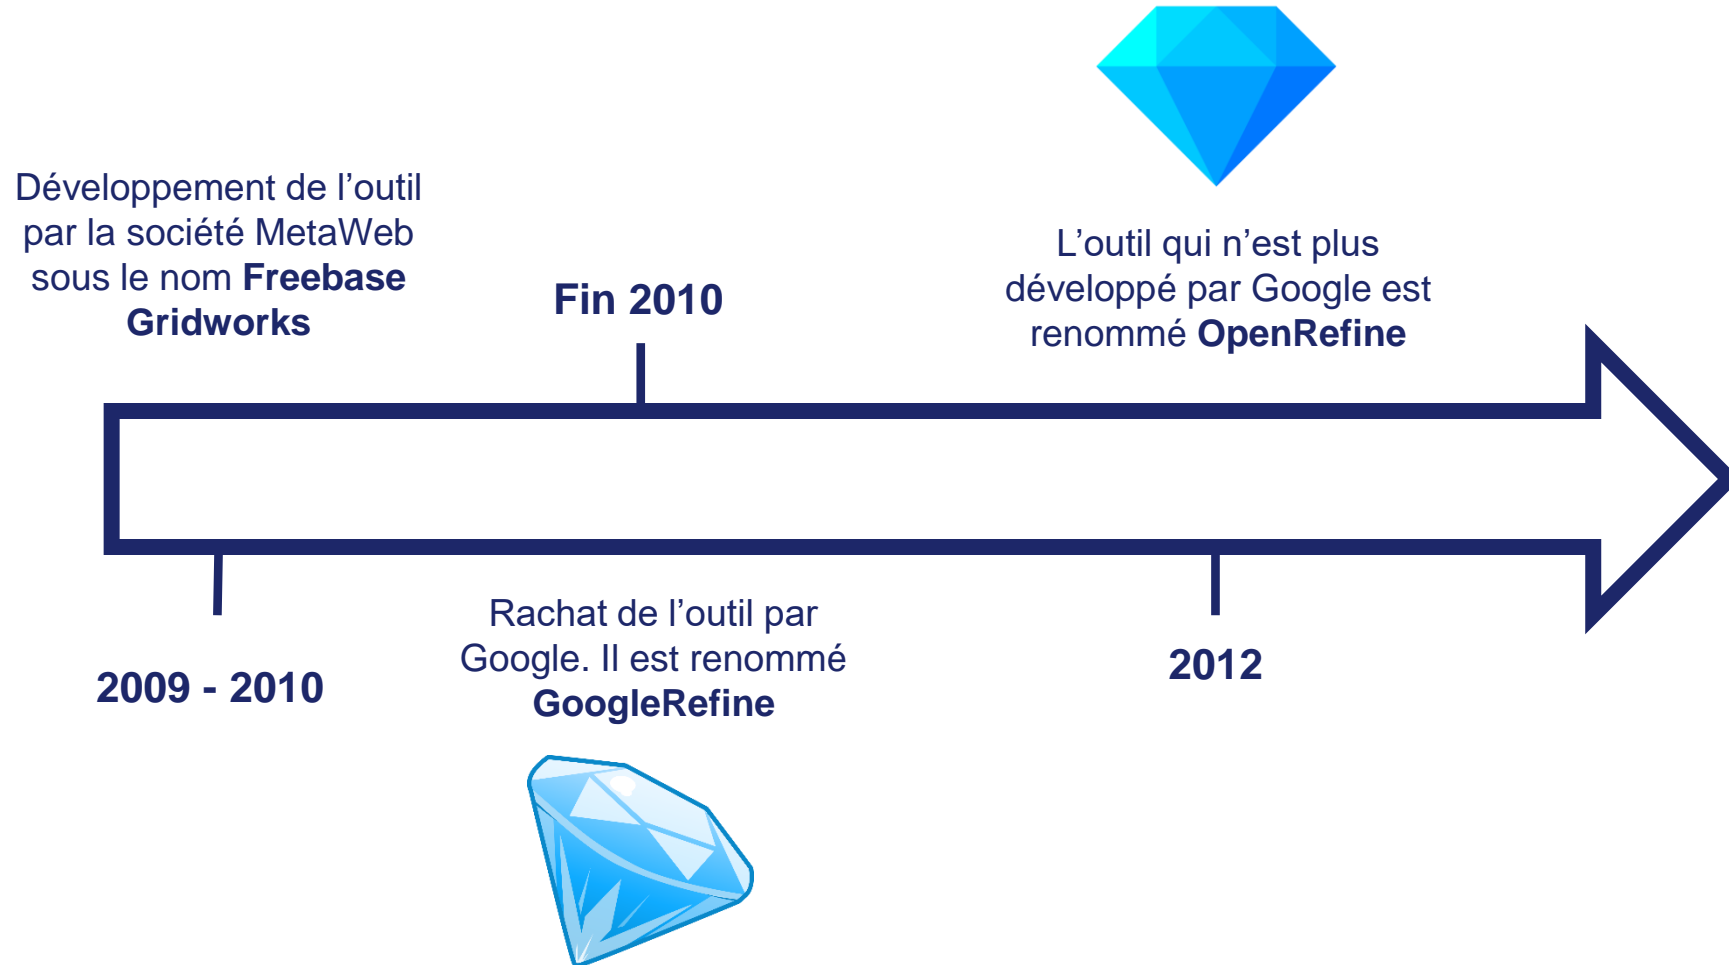 Développement de l’outil
par la société MetaWeb
sous le nom Freebase
Gridworks
2009 - 2010
Fin 2010
Rachat de l’outil par
Google. Il est renommé
GoogleRefine
L’outil qui n’est plus
développé par Google est
renommé OpenRefine
2012